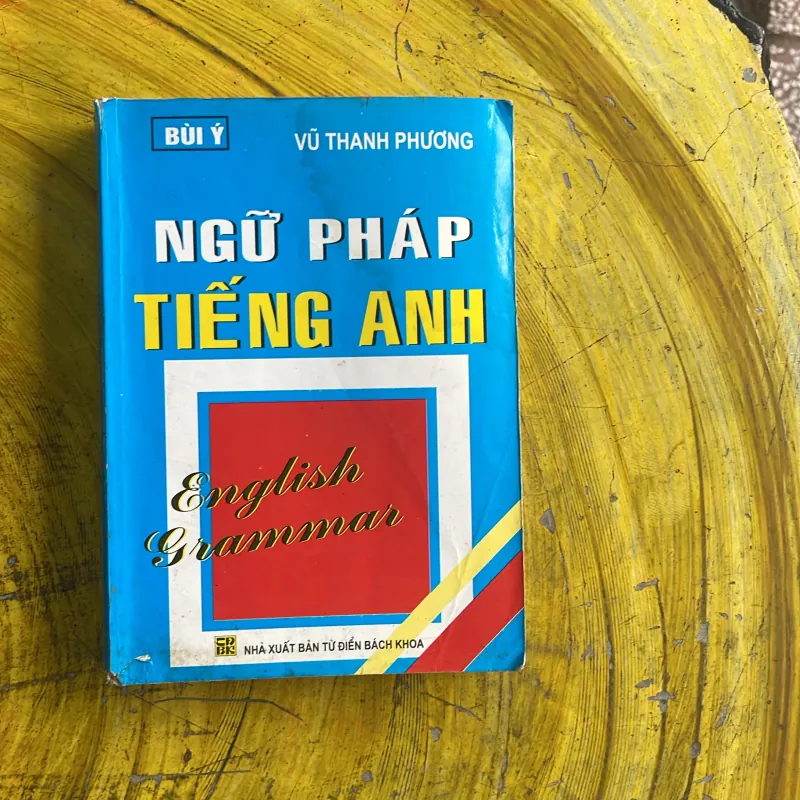 BÙI Ý
VŨ THANH PHƯƠNG
NGỮ PHÁP
TIẾNG ANH
English
Grammar
NHÀ XUẤT BẢN TỪ ĐIỂN BÁCH KHOA